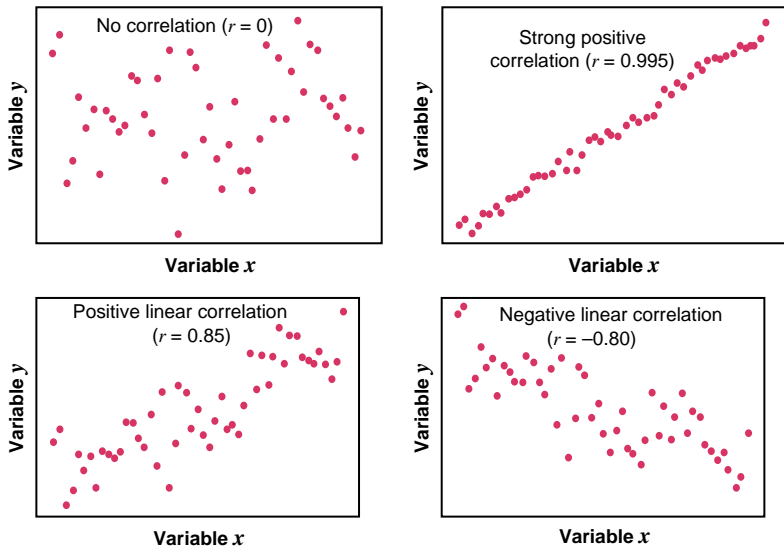 No correlation (r = 0)
Variable y
Variable x
Strong positive
correlation (r = 0.995)
Variable y
Variable x
Positive linear correlation
(r = 0.85)
Variable y
Variable x
Negative linear correlation
(r = –0.80)
Variable y
Variable x